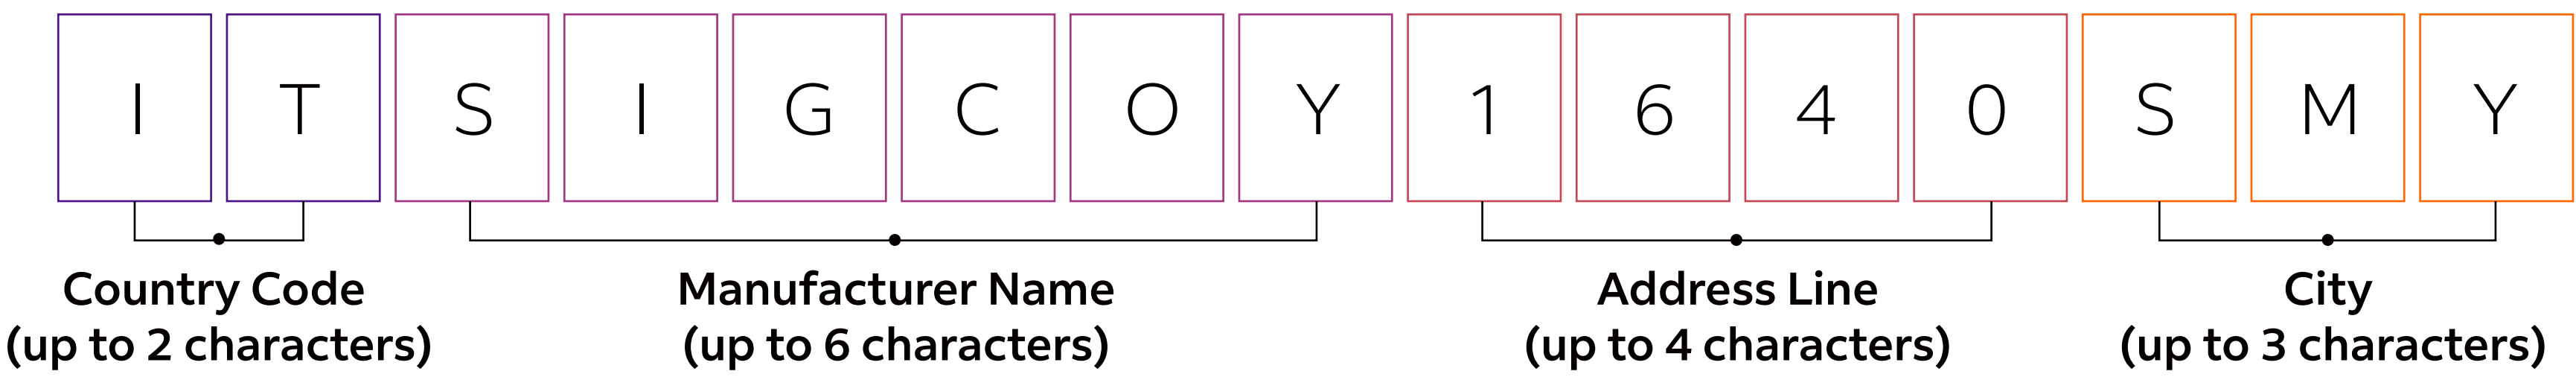 I T S I G C O Y 1 6 4 0 S M Y
Country Code Manufacturer Name Address Line City
(up to 2 characters) (up to 6 characters) (up to 4 characters) (up to 3 characters)